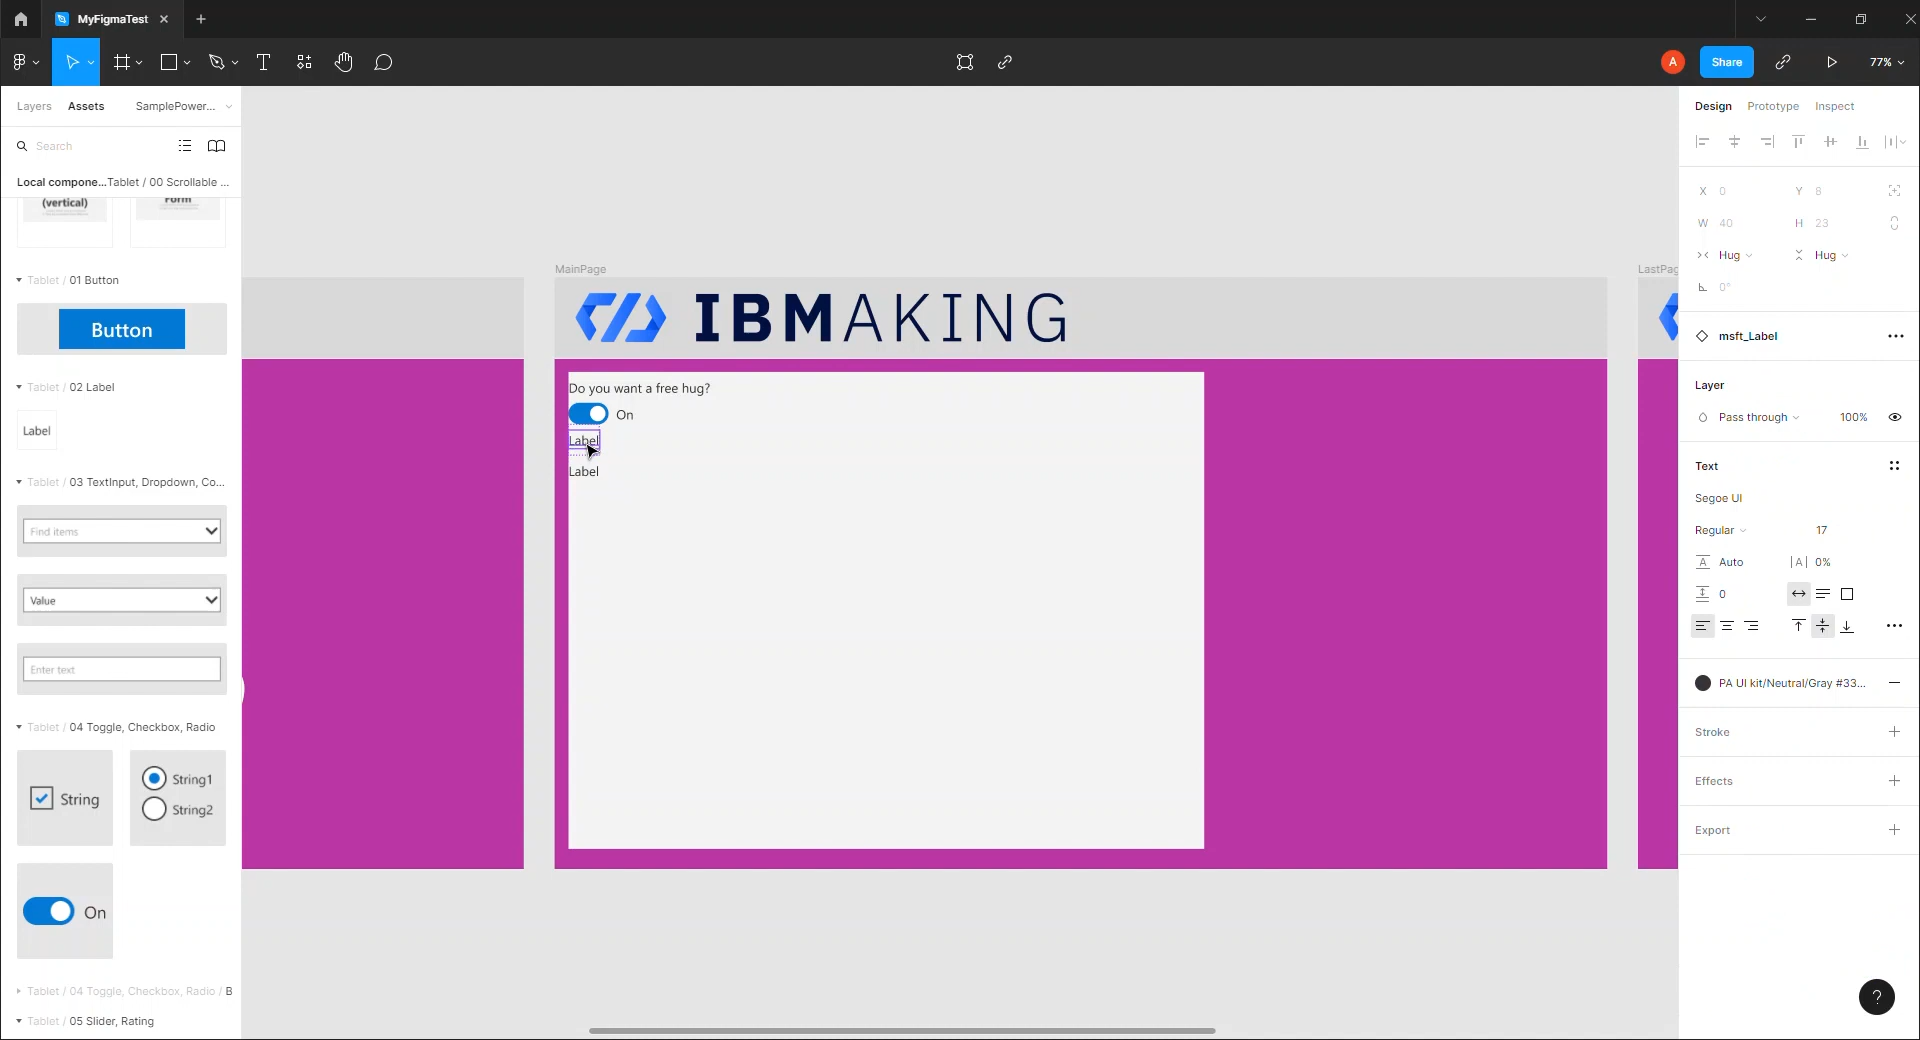 MyFigmaTest
A
Share
77%
Layers
Assets
SamplePower...
Search
Local compone...Tablet / 00 Scrollable ...
(vertical)
Form
Tablet / 01 Button
Button
Tablet / 02 Label
Label
Tablet / 03 TextInput, Dropdown, Co...
Find items
Value
Enter text
Tablet / 04 Toggle, Checkbox, Radio
String
String1
String2
On
Tablet / 04 Toggle, Checkbox, Radio / B
Tablet / 05 Slider, Rating
MainPage
IBMAKING
Do you want a free hug?
On
Label
Label
LastPag
Design
Prototype
Inspect
X 0
Y 8
W 40
H 23
Hug
Hug
0°
msft_Label
Layer
Pass through
100%
Text
Segoe UI
Regular
17
A Auto
|A| 0%
0
PA UI kit/Neutral/Gray #33...
Stroke
Effects
Export
?